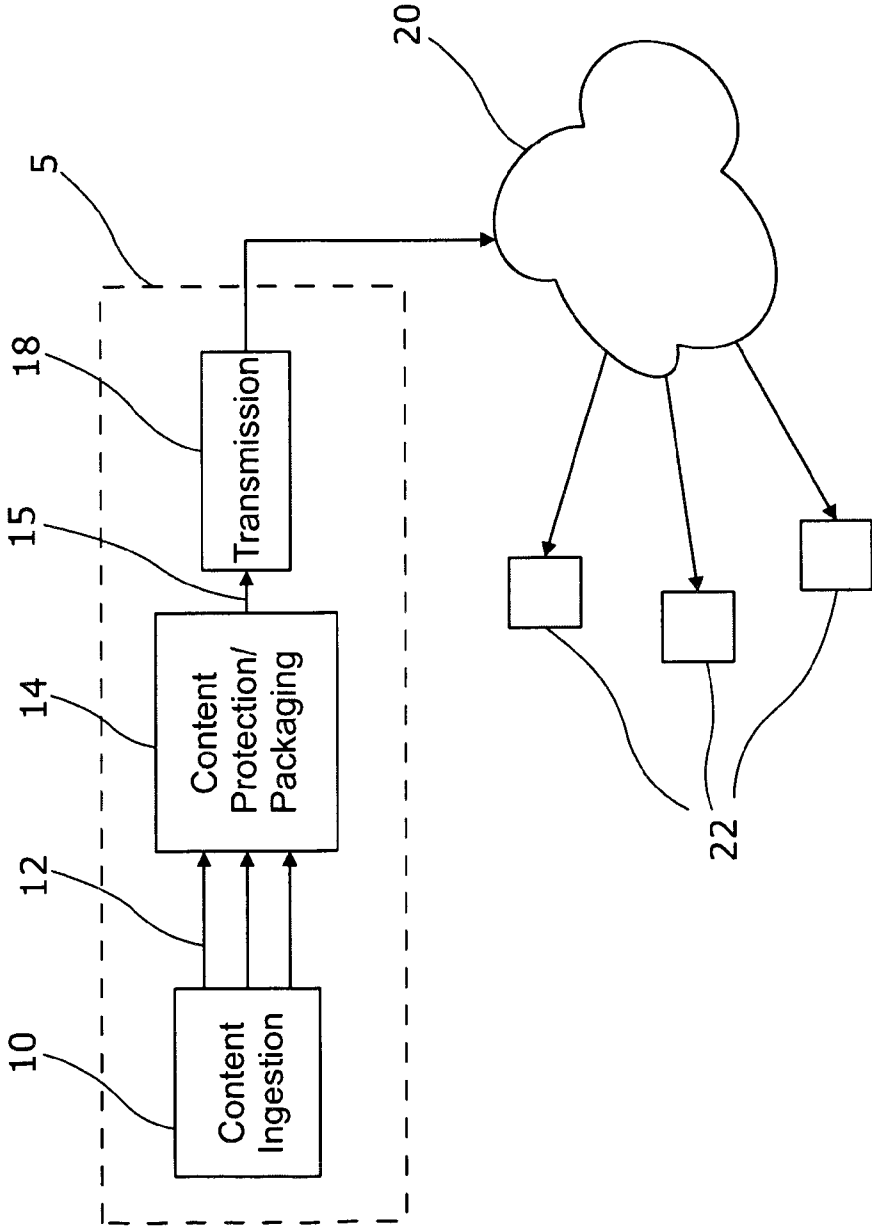 5
10
12
14
15
18
Content
Ingestion
Content
Protection/
Packaging
Transmission
20
22